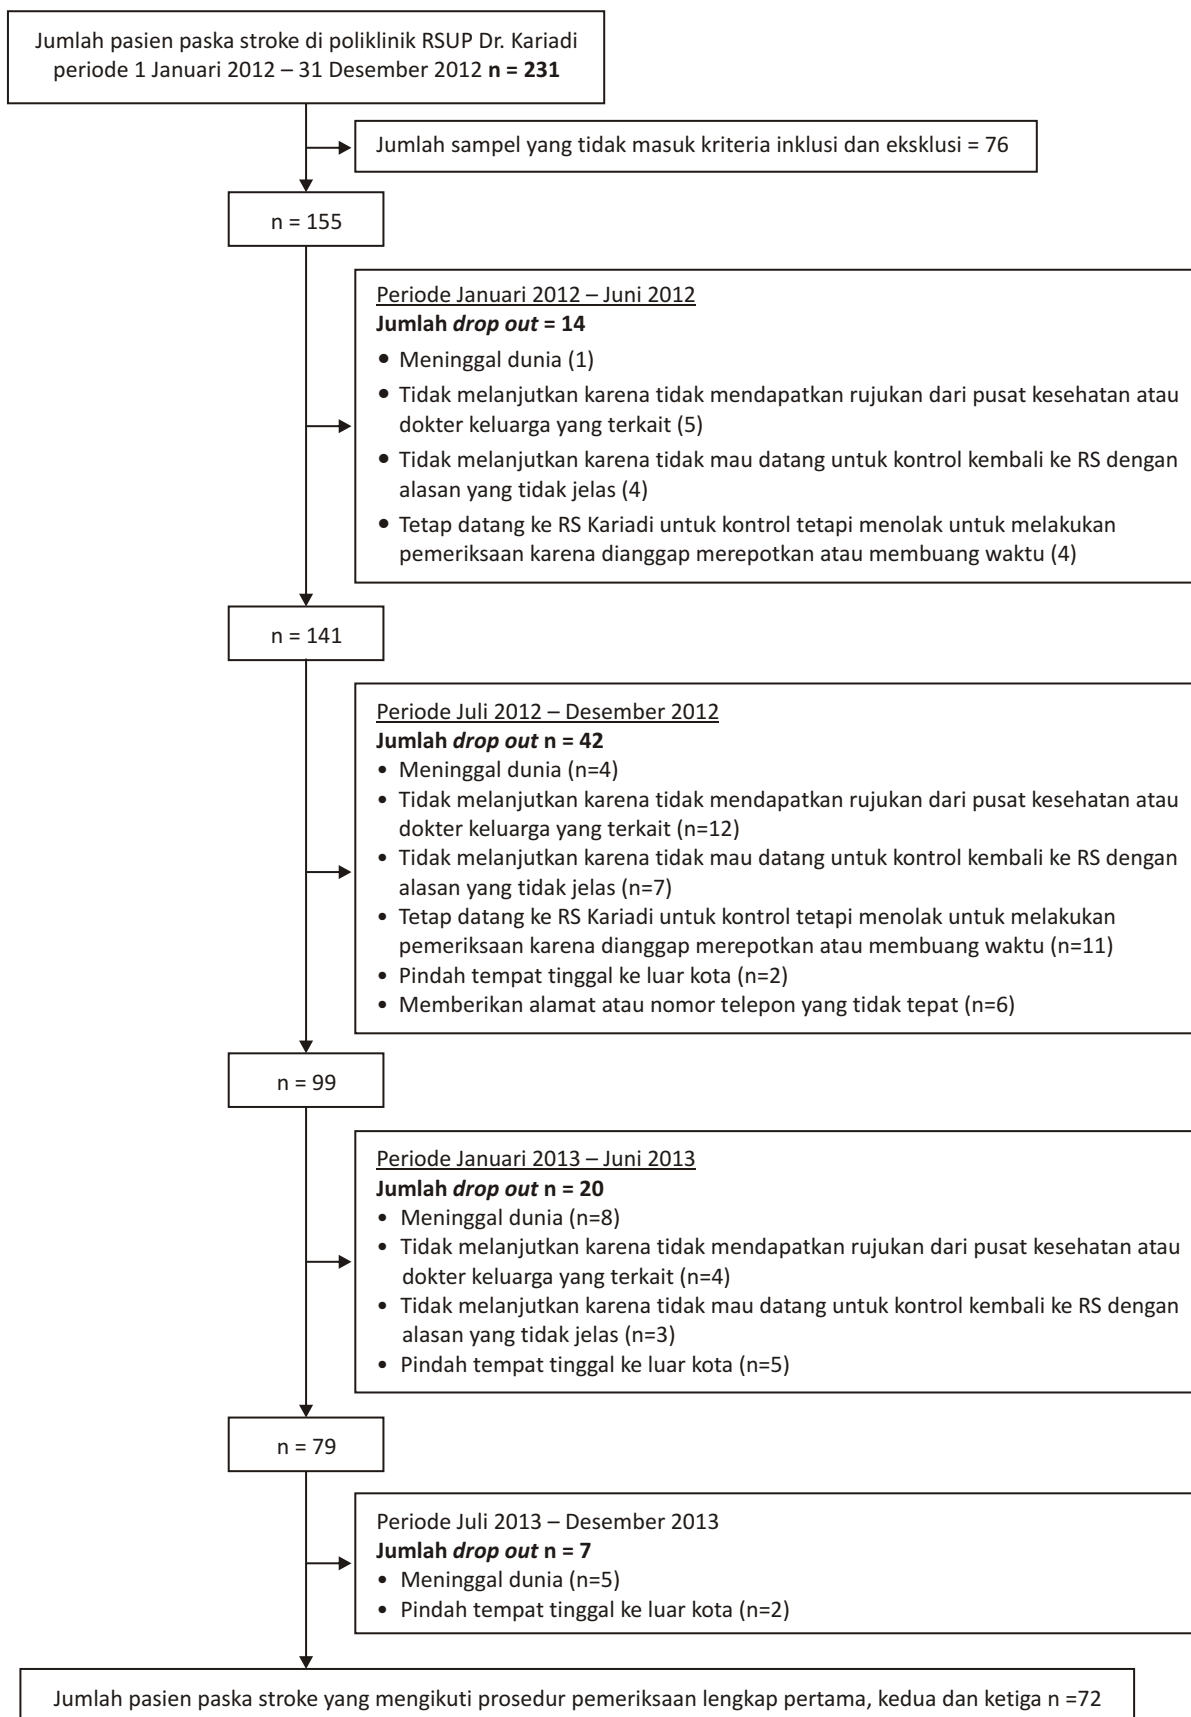 Jumlah pasien paska stroke di poliklinik RSUP Dr. Kariadi
periode 1 Januari 2012 – 31 Desember 2012 n = 231
Jumlah sampel yang tidak masuk kriteria inklusi dan eksklusi = 76
n = 155
Periode Januari 2012 – Juni 2012
Jumlah drop out = 14
• Meninggal dunia (1)
• Tidak melanjutkan karena tidak mendapatkan rujukan dari pusat kesehatan atau
dokter keluarga yang terkait (5)
• Tidak melanjutkan karena tidak mau datang untuk kontrol kembali ke RS dengan
alasan yang tidak jelas (4)
• Tetap datang ke RS Kariadi untuk kontrol tetapi menolak untuk melakukan
pemeriksaan karena dianggap merepotkan atau membuang waktu (4)
n = 141
Periode Juli 2012 – Desember 2012
Jumlah drop out n = 42
• Meninggal dunia (n=4)
• Tidak melanjutkan karena tidak mendapatkan rujukan dari pusat kesehatan atau
dokter keluarga yang terkait (n=12)
• Tidak melanjutkan karena tidak mau datang untuk kontrol kembali ke RS dengan
alasan yang tidak jelas (n=7)
• Tetap datang ke RS Kariadi untuk kontrol tetapi menolak untuk melakukan
pemeriksaan karena dianggap merepotkan atau membuang waktu (n=11)
• Pindah tempat tinggal ke luar kota (n=2)
• Memberikan alamat atau nomor telepon yang tidak tepat (n=6)
n = 99
Periode Januari 2013 – Juni 2013
Jumlah drop out n = 20
• Meninggal dunia (n=8)
• Tidak melanjutkan karena tidak mendapatkan rujukan dari pusat kesehatan atau
dokter keluarga yang terkait (n=4)
• Tidak melanjutkan karena tidak mau datang untuk kontrol kembali ke RS dengan
alasan yang tidak jelas (n=3)
• Pindah tempat tinggal ke luar kota (n=5)
n = 79
Periode Juli 2013 – Desember 2013
Jumlah drop out n = 7
• Meninggal dunia (n=5)
• Pindah tempat tinggal ke luar kota (n=2)
Jumlah pasien paska stroke yang mengikuti prosedur pemeriksaan lengkap pertama, kedua dan ketiga n =72